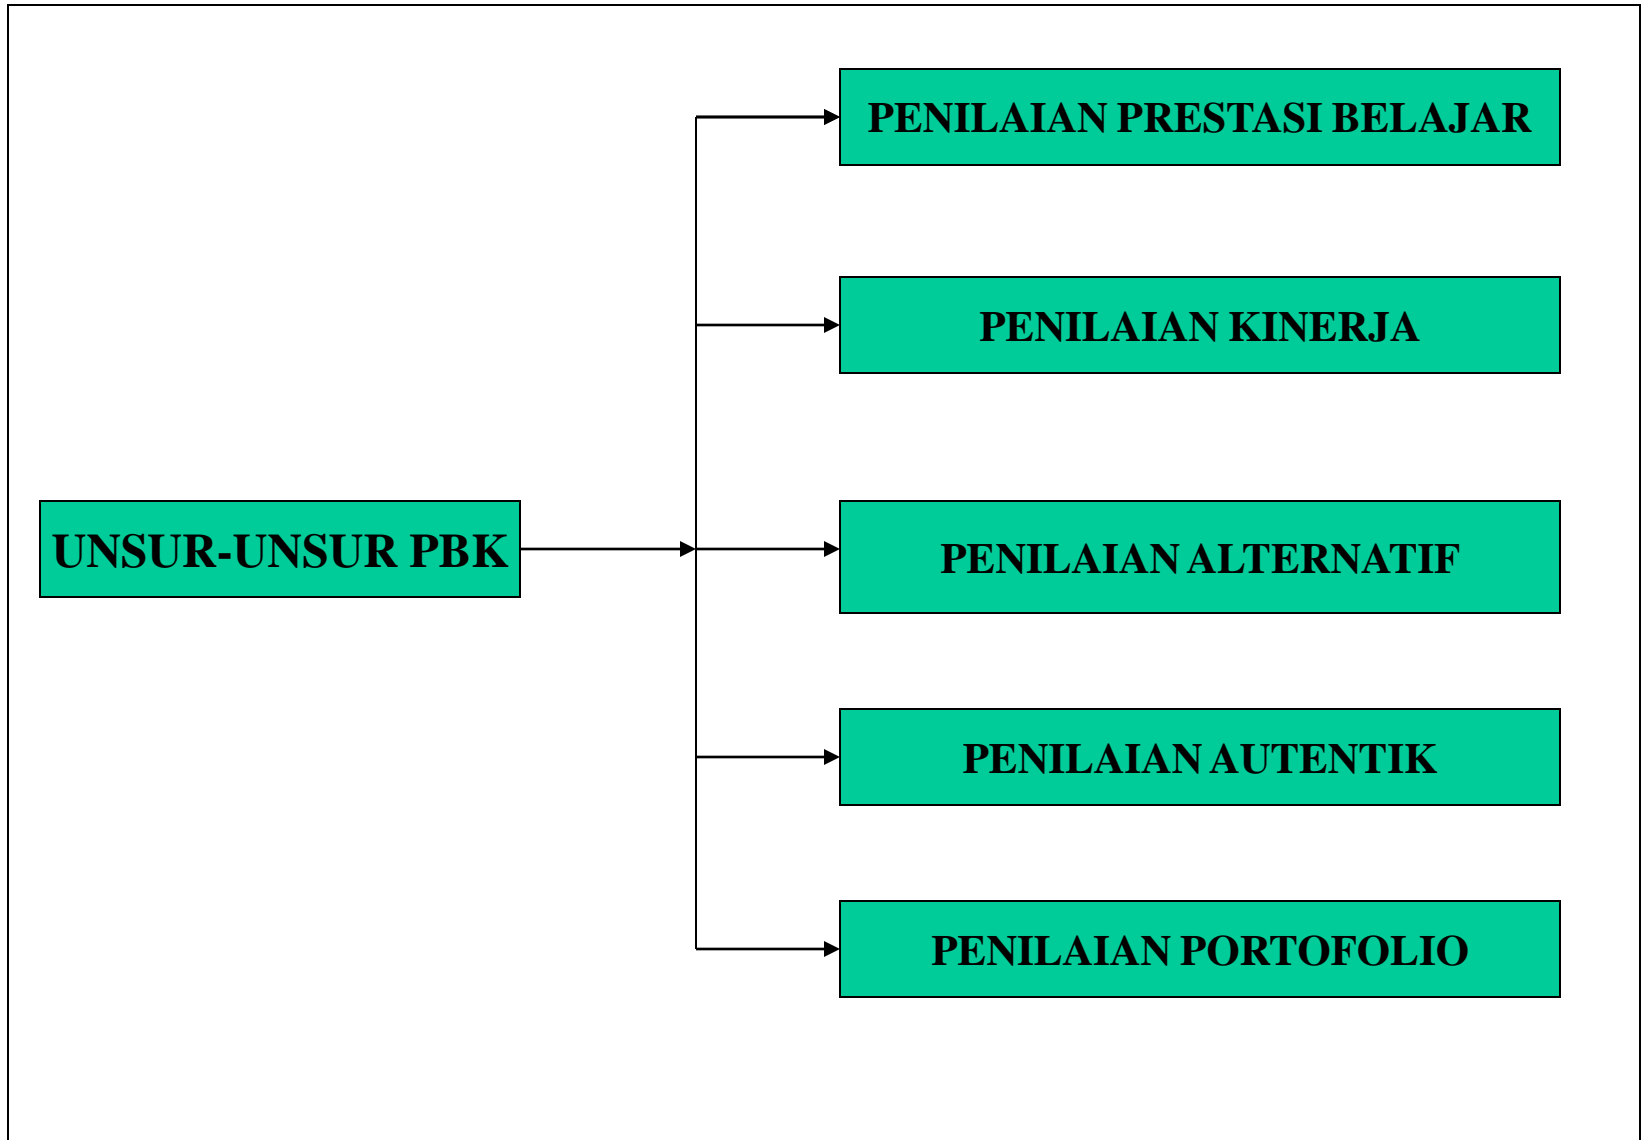 PENILAIAN PRESTASI BELAJAR
PENILAIAN KINERJA
UNSUR-UNSUR PBK
PENILAIAN ALTERNATIF
PENILAIAN AUTENTIK
PENILAIAN PORTOFOLIO